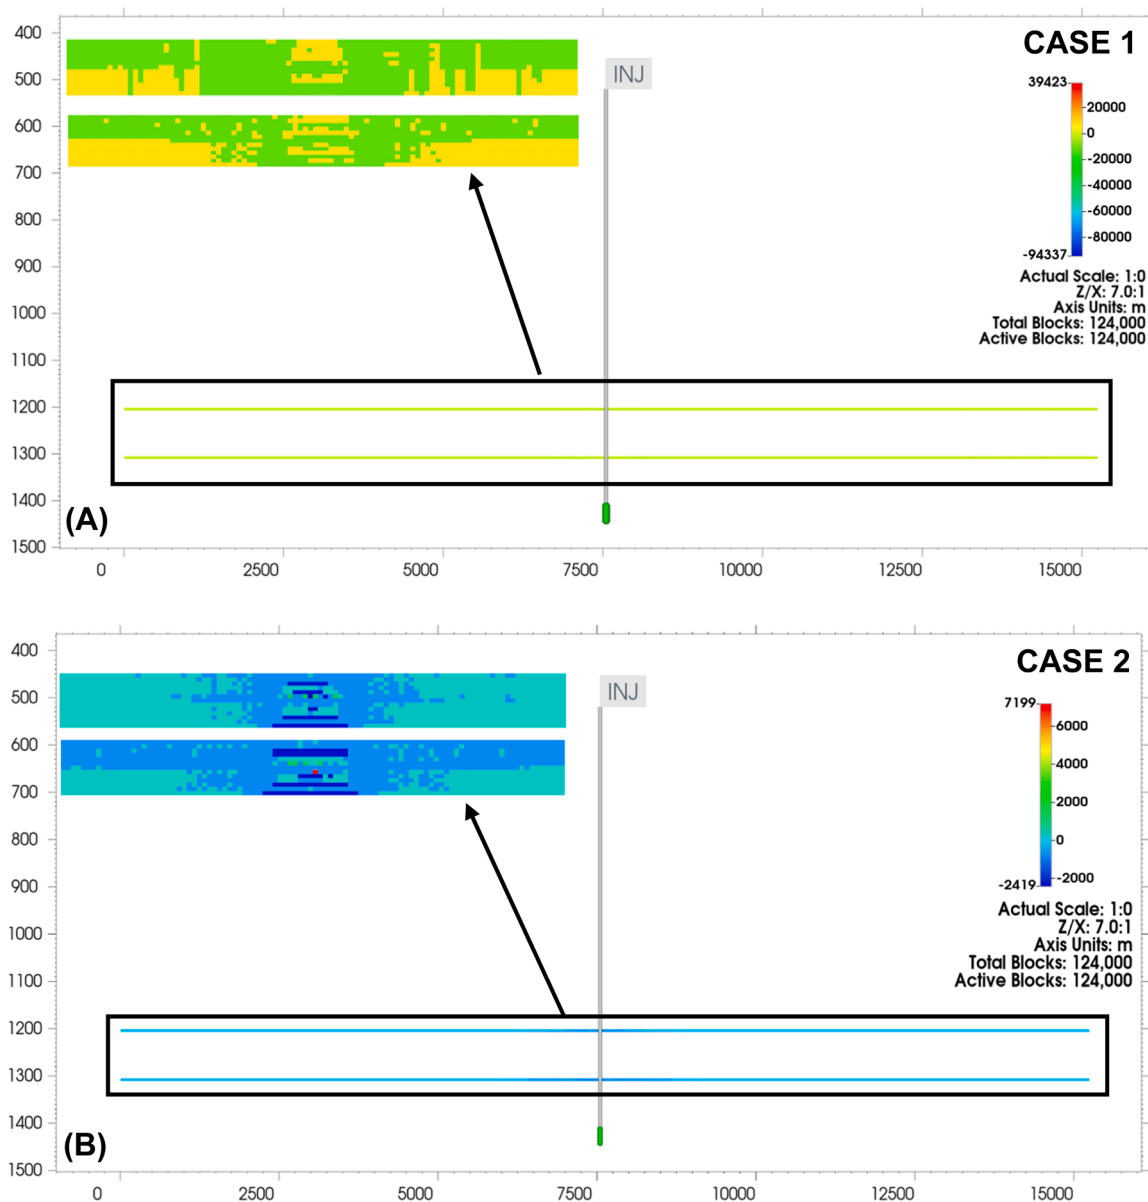 CASE 1
400
500
600
700
800
900
1000
1100
1200
1300
1400
1500
INJ
39423
20000
0
-20000
-40000
-60000
-80000
-94337
Actual Scale: 1:0
Z/X: 7.0:1
Axis Units: m
Total Blocks: 124,000
Active Blocks: 124,000
(A)
0 2500 5000 7500 10000 12500 15000
CASE 2
400
500
600
700
800
900
1000
1100
1200
1300
1400
1500
INJ
7199
6000
4000
2000
0
-2000
-2419
Actual Scale: 1:0
Z/X: 7.0:1
Axis Units: m
Total Blocks: 124,000
Active Blocks: 124,000
(B)
0 2500 5000 7500 10000 12500 15000